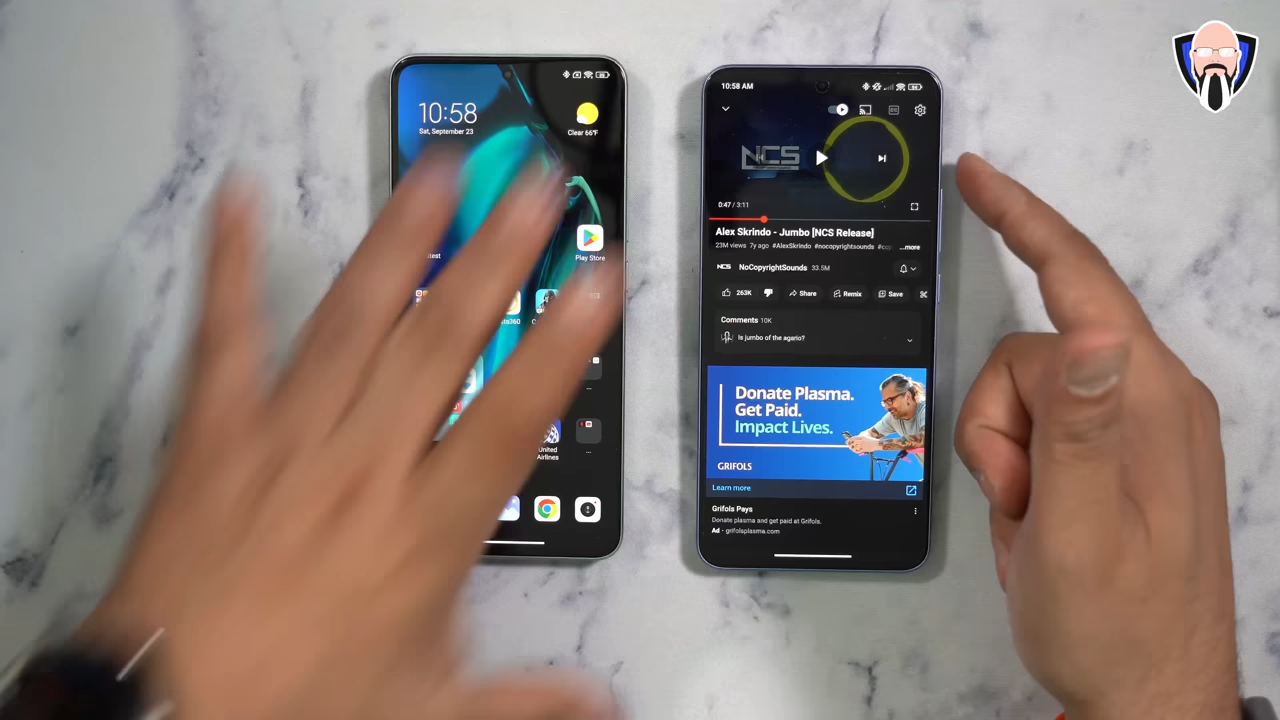 10:58
Sat, September 23
Clear 66°F
Play Store
United
Airlines
...
...
10:58 AM
NCS
0:47 / 3:11
Alex Skrindo - Jumbo [NCS Release]
23M views 7y ago #AlexSkrindo #nocopyrightsounds #co ...more
NCS NoCopyrightSounds 33.5M
263K Share Remix Save
Comments 10K
Is jumbo of the agario?
Donate Plasma.
Get Paid.
Impact Lives.
GRIFOLS
Learn more
Grifols Pays
Donate plasma and get paid at Grifols.
Ad - grifolsplasma.com